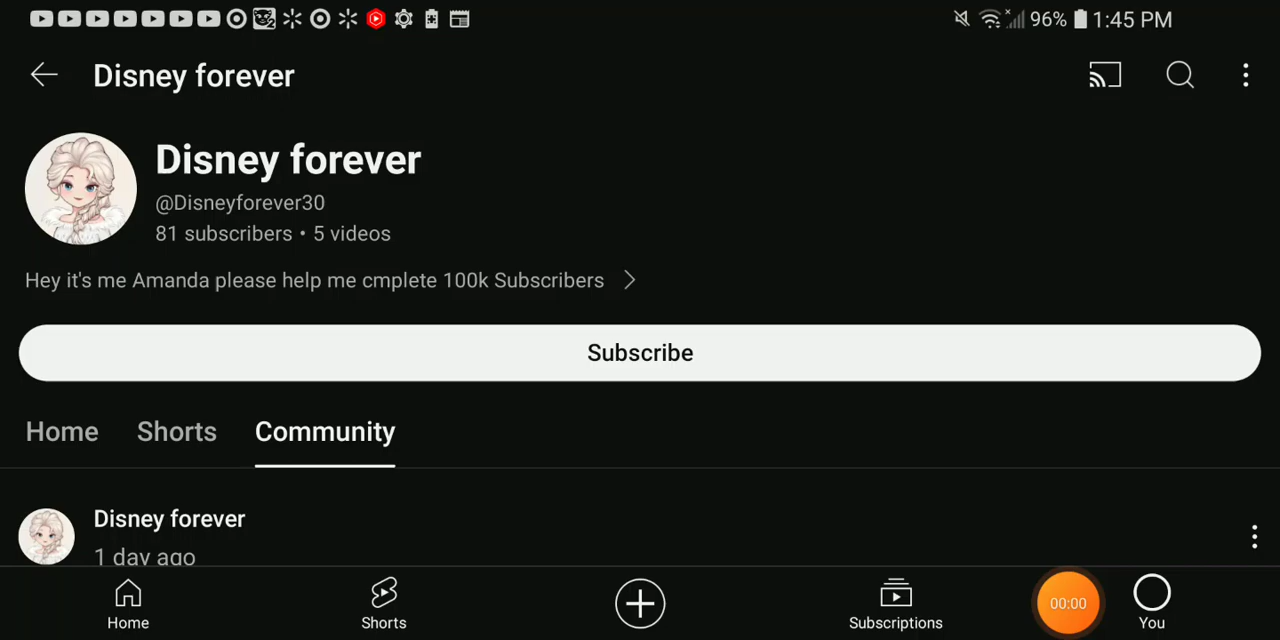 96% 1:45 PM
Disney forever
Disney forever
@Disneyforever30
81 subscribers • 5 videos
Hey it's me Amanda please help me cmplete 100k Subscribers
Subscribe
Home Shorts Community
Disney forever
1 day ago
Home Shorts Subscriptions 00:00 You